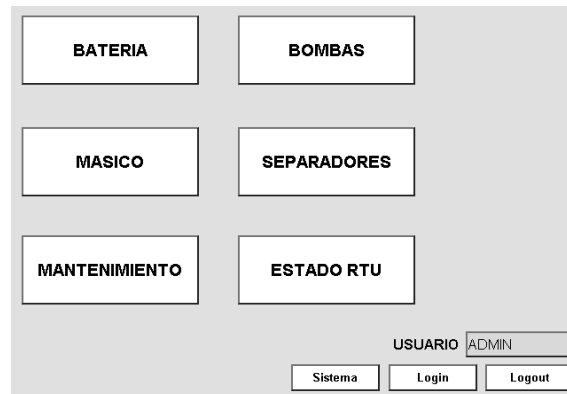 BATERIA BOMBAS
MASICO SEPARADORES
MANTENIMIENTO ESTADO RTU
USUARIO ADMIN
Sistema Login Logout